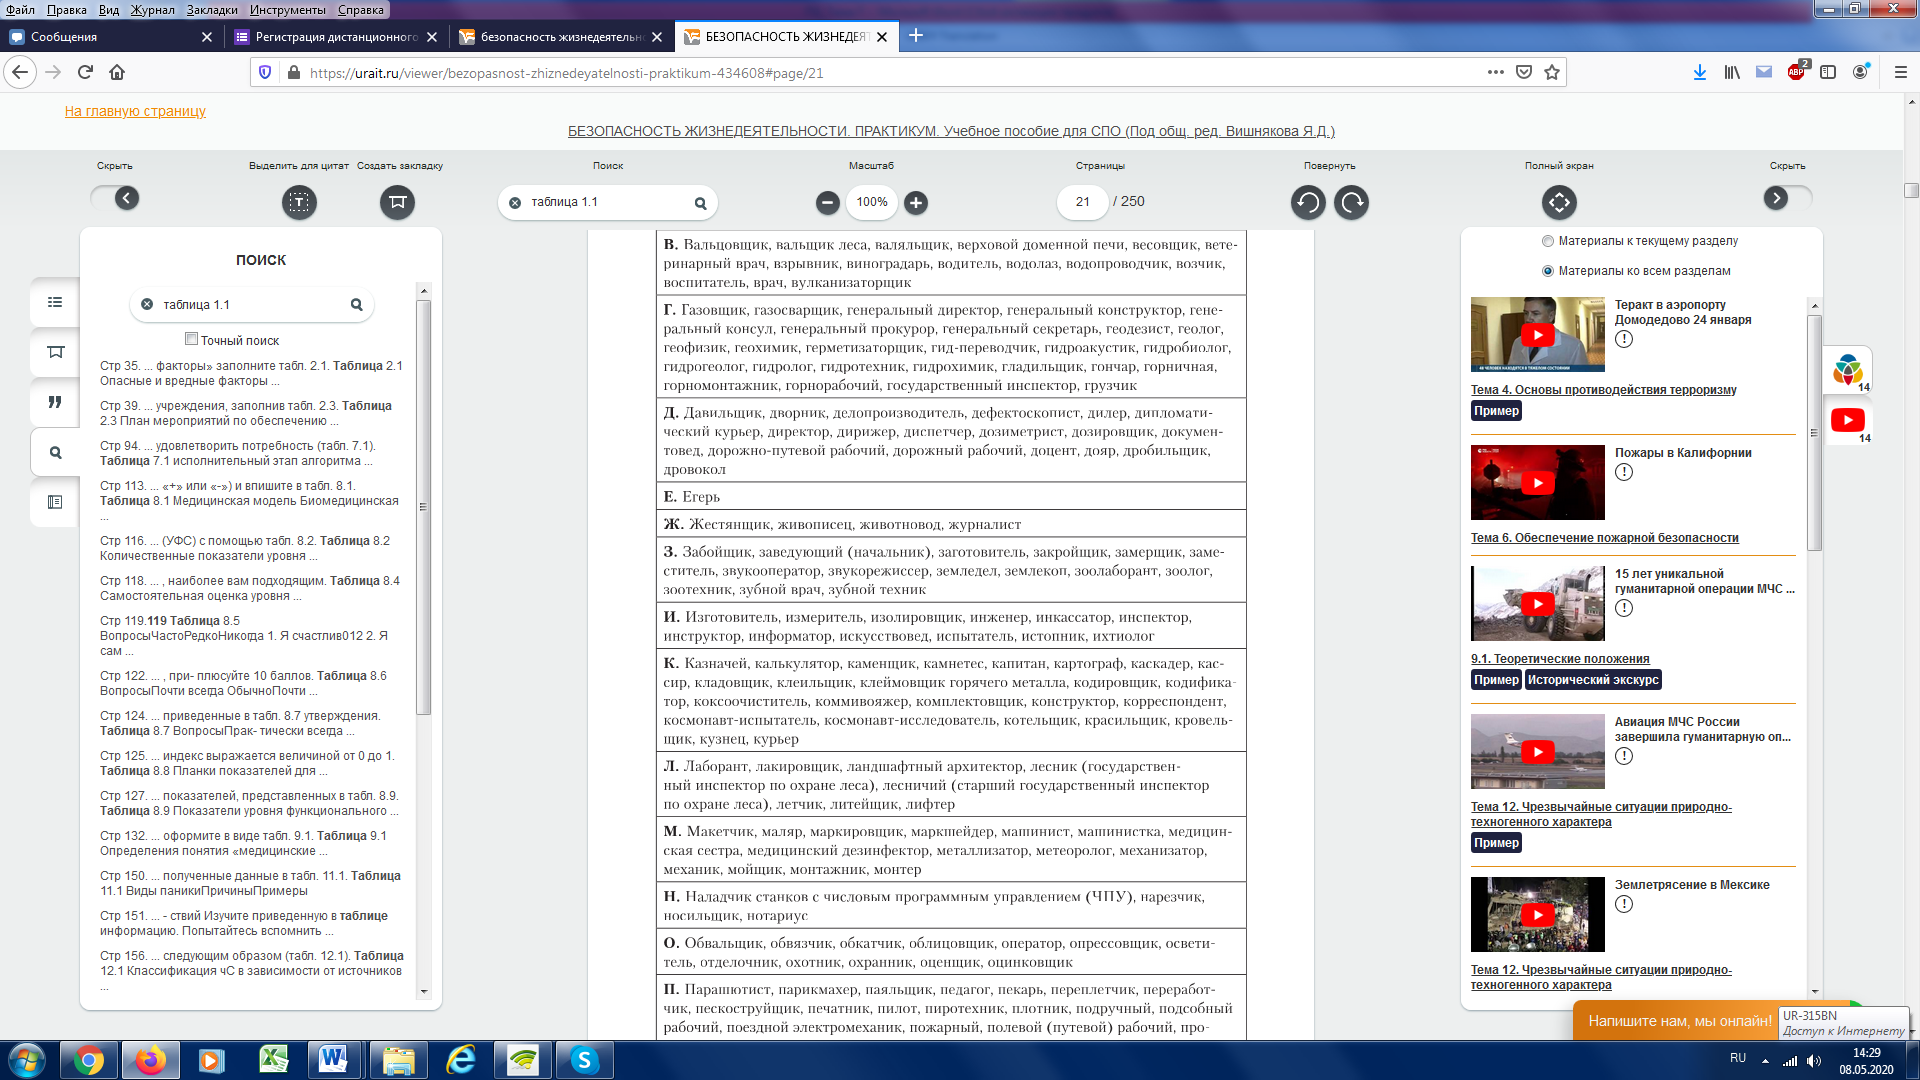 Файл Правка Вид Журнал Закладки Инструменты Справка
Сообщения
Регистрация дистанционного
безопасность жизнедеятельно
БЕЗОПАСНОСТЬ ЖИЗНЕДЕЯТ
https://urait.ru/viewer/bezopasnost-zhiznedeyatelnosti-praktikum-434608#page/21
ABP
2
На главную страницу
БЕЗОПАСНОСТЬ ЖИЗНЕДЕЯТЕЛЬНОСТИ. ПРАКТИКУМ. Учебное пособие для СПО (Под общ. ред. Вишнякова Я.Д.)
Скрыть
Выделить для цитат
Создать закладку
Поиск
Масштаб
Страницы
Повернуть
Полный экран
Скрыть
T
таблица 1.1
100%
21 / 250
ПОИСК
таблица 1.1
Точный поиск
Стр 35. ... факторы» заполните табл. 2.1. Таблица 2.1
Опасные и вредные факторы ...
Стр 39. ... учреждения, заполнив табл. 2.3. Таблица
2.3 План мероприятий по обеспечению ...
Стр 94. ... удовлетворить потребность (табл. 7.1).
Таблица 7.1 исполнительный этап алгоритма ...
Стр 113. ... «+» или «-») и впишите в табл. 8.1.
Таблица 8.1 Медицинская модель Биомедицинская
...
Стр 116. ... (УФС) с помощью табл. 8.2. Таблица 8.2
Количественные показатели уровня ...
Стр 118. ... , наиболее вам подходящим. Таблица 8.4
Самостоятельная оценка уровня ...
Стр 119.119 Таблица 8.5
ВопросыЧастоРедкоНикогда 1. Я счастлив012 2. Я
сам ...
Стр 122. ... , при- плюсуйте 10 баллов. Таблица 8.6
ВопросыПочти всегда ОбычноПочти ...
Стр 124. ... приведенные в табл. 8.7 утверждения.
Таблица 8.7 ВопросыПрак- тически всегда ...
Стр 125. ... индекс выражается величиной от 0 до 1.
Таблица 8.8 Планки показателей для ...
Стр 127. ... показателей, представленных в табл. 8.9.
Таблица 8.9 Показатели уровня функционального ...
Стр 132. ... оформите в виде табл. 9.1. Таблица 9.1
Определения понятия «медицинские ...
Стр 150. ... полученные данные в табл. 11.1. Таблица
11.1 Виды паникиПричиныПримеры
Стр 151. ... - ствий Изучите приведенную в таблице
информацию. Попытайтесь вспомнить ...
Стр 156. ... следующим образом (табл. 12.1). Таблица
12.1 Классификация чС в зависимости от источников
...
В. Вальцовщик, вальщик леса, валяльщик, верховой доменной печи, весовщик, вете-
ринарный врач, взрывник, виноградарь, водитель, водолаз, водопроводчик, возчик,
воспитатель, врач, вулканизаторщик
Г. Газовщик, газосварщик, генеральный директор, генеральный конструктор, гене-
ральный консул, генеральный прокурор, генеральный секретарь, геодезист, геолог,
геофизик, геохимик, герметизаторщик, гид-переводчик, гидроакустик, гидробиолог,
гидрогеолог, гидролог, гидротехник, гидрохимик, гладильщик, гончар, горничная,
горномонтажник, горнорабочий, государственный инспектор, грузчик
Д. Давильщик, дворник, делопроизводитель, дефектоскопист, дилер, дипломати-
ческий курьер, директор, дирижер, диспетчер, дозиметрист, дозировщик, докумен-
товед, дорожно-путевой рабочий, дорожный рабочий, доцент, дояр, дробильщик,
дровокол
Е. Егерь
Ж. Жестянщик, живописец, животновод, журналист
З. Забойщик, заведующий (начальник), заготовитель, закройщик, замерщик, заме-
ститель, звукооператор, звукорежиссер, земледел, землекоп, зоолаборант, зоолог,
зоотехник, зубной врач, зубной техник
И. Изготовитель, измеритель, изолировщик, инженер, инкассатор, инспектор,
инструктор, информатор, искусствовед, испытатель, истопник, ихтиолог
К. Казначей, калькулятор, каменщик, камнетес, капитан, картограф, каскадер, кас-
сир, кладовщик, клеильщик, клеймовщик горячего металла, кодировщик, кодифика-
тор, коксоочиститель, коммивояжер, комплектовщик, конструктор, корреспондент,
космонавт-испытатель, космонавт-исследователь, котельщик, красильщик, кровель-
щик, кузнец, курьер
Л. Лаборант, лакировщик, ландшафтный архитектор, лесник (государствен-
ный инспектор по охране леса), лесничий (старший государственный инспектор
по охране леса), летчик, литейщик, лифтер
М. Макетчик, маляр, маркировщик, маркшейдер, машинист, машинистка, медицин-
ская сестра, медицинский дезинфектор, металлизатор, метеоролог, механизатор,
механик, мойщик, монтажник, монтер
Н. Наладчик станков с числовым программным управлением (ЧПУ), нарезчик,
носильщик, нотариус
О. Обвальщик, обвязчик, обкатчик, облицовщик, оператор, опрессовщик, освети-
тель, отделочник, охотник, охранник, оценщик, оцинковщик
П. Парашютист, парикмахер, паяльщик, педагог, пекарь, переплетчик, переработ-
чик, пескоструйщик, печатник, пилот, пиротехник, плотник, подручный, подсобный
рабочий, поездной электромеханик, пожарный, полевой (путевой) рабочий, про-
Материалы к текущему разделу
Материалы ко всем разделам
Теракт в аэропорту
Домодедово 24 января
Тема 4. Основы противодействия терроризму
Пример
Пожары в Калифорнии
Тема 6. Обеспечение пожарной безопасности
15 лет уникальной
гуманитарной операции МЧС ...
9.1. Теоретические положения
Пример Исторический экскурс
Авиация МЧС России
завершила гуманитарную оп...
Тема 12. Чрезвычайные ситуации природно-
техногенного характера
Пример
Землетрясение в Мексике
Тема 12. Чрезвычайные ситуации природно-
техногенного характера
14
14
Напишите нам, мы онлайн!
UR-315BN
Доступ к Интернету
RU
14:29
08.05.2020